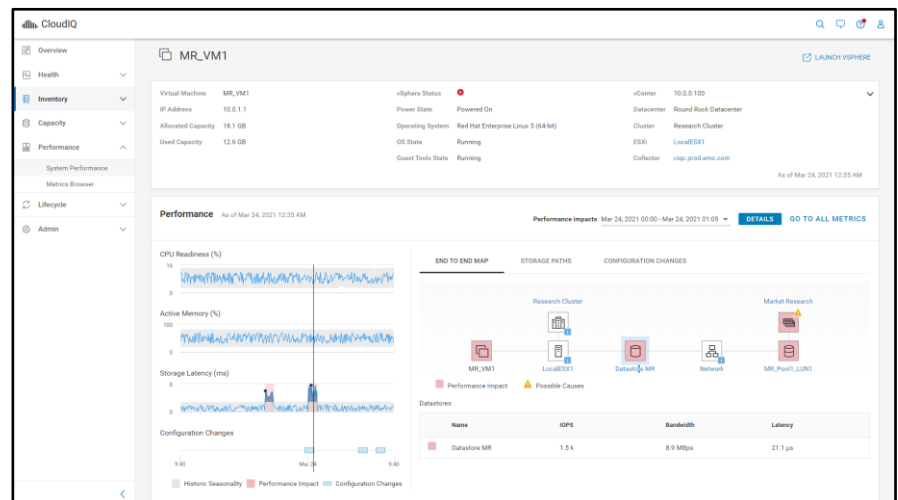 CloudIQ
Overview
Health
Inventory
Capacity
Performance
System Performance
Metrics Browser
Lifecycle
Admin
MR_VM1
LAUNCH VSPHERE
Virtual Machine MR_VM1
IP Address 10.0.1.1
Allocated Capacity 18.1 GB
Used Capacity 12.6 GB
vSphere Status
Power State Powered On
Operating System Red Hat Enterprise Linux 5 (64-bit)
OS State Running
Guest Tools State Running
vCenter 10.0.0.100
Datacenter Round Rock Datacenter
Cluster Research Cluster
ESXi LocalESX1
Collector ciqc.prod.emc.com
As of Mar 24, 2021 12:35 AM
Performance As of Mar 24, 2021 12:35 AM
Performance impacts Mar 24, 2021 00:00 - Mar 24, 2021 01:05 DETAILS GO TO ALL METRICS
CPU Readiness (%)
16
0
Active Memory (%)
100
0
Storage Latency (ms)
8
0
Configuration Changes
9:40 Mar 24 9:40
Historic Seasonality Performance Impact Configuration Changes
END TO END MAP STORAGE PATHS CONFIGURATION CHANGES
Research Cluster Market Research
MR_VM1 LocalESX1 Datastore MR Network MR_Pool1_LUN1
Performance Impact Possible Causes
Datastores
Name IOPS Bandwidth Latency
Datastore MR 1.5 k 8.9 MBps 21.1 µs